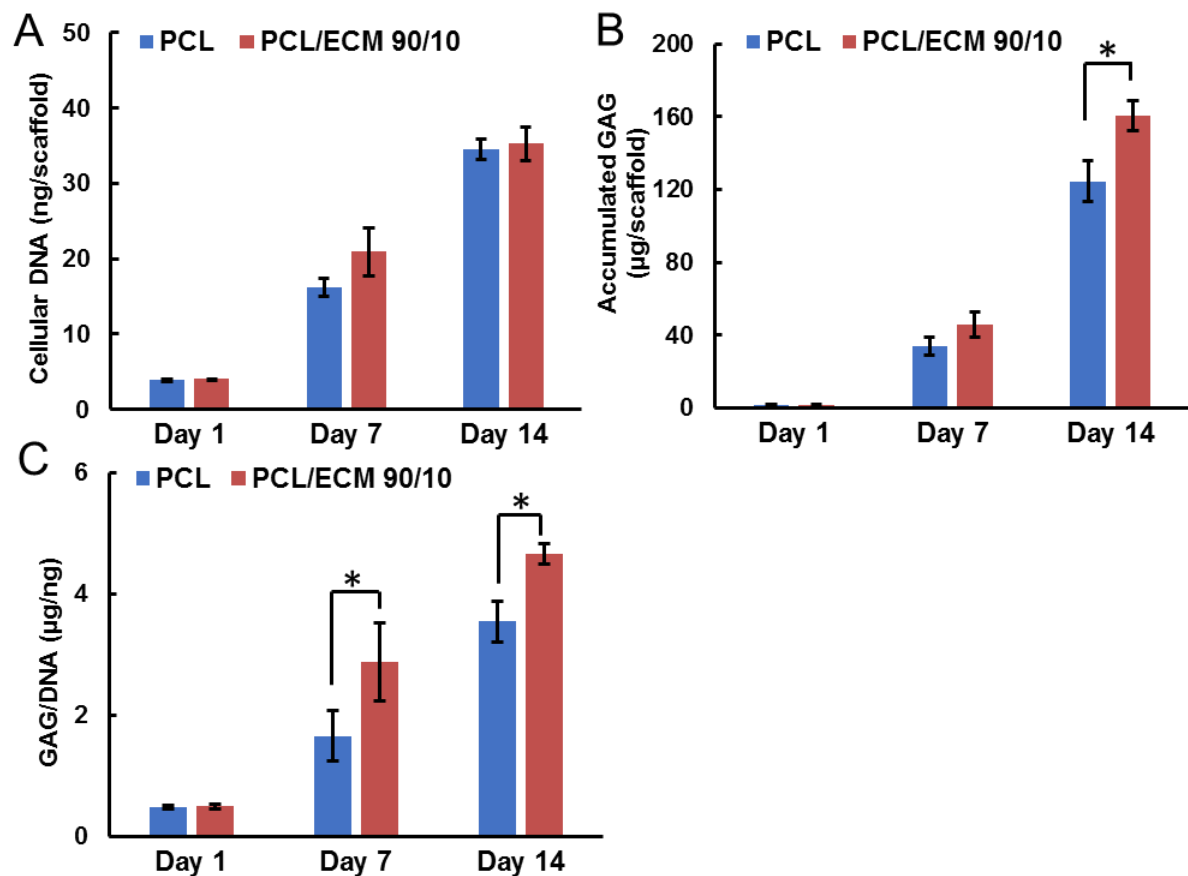 A
PCL PCL/ECM 90/10
Cellular DNA (ng/scaffold)
50
40
30
20
10
0
Day 1 Day 7 Day 14
B
PCL PCL/ECM 90/10
Accumulated GAG
(µg/scaffold)
200
160
120
80
40
0
*
Day 1 Day 7 Day 14
C
PCL PCL/ECM 90/10
GAG/DNA (µg/ng)
6
4
2
0
*
*
Day 1 Day 7 Day 14